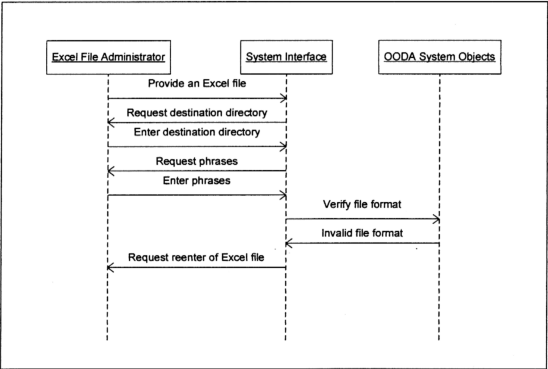 Excel File Administrator
System Interface
OODA System Objects
Provide an Excel file
Request destination directory
Enter destination directory
Request phrases
Enter phrases
Verify file format
Invalid file format
Request reenter of Excel file